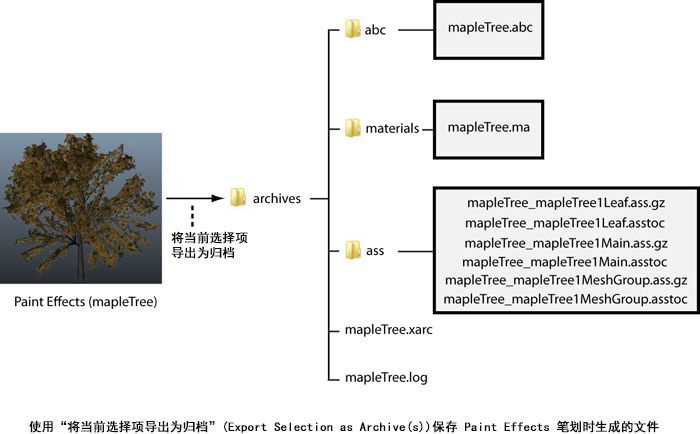 abc
mapleTree.abc
materials
mapleTree.ma
archives
将当前选择项
导出为归档
Paint Effects (mapleTree)
ass
mapleTree_mapleTree1Leaf.ass.gz
mapleTree_mapleTree1Leaf.asstoc
mapleTree_mapleTree1Main.ass.gz
mapleTree_mapleTree1Main.asstoc
mapleTree_mapleTree1MeshGroup.ass.gz
mapleTree_mapleTree1MeshGroup.asstoc
mapleTree.xarc
mapleTree.log
使用“将当前选择项导出为归档”(Export Selection as Archive(s))保存 Paint Effects 笔划时生成的文件